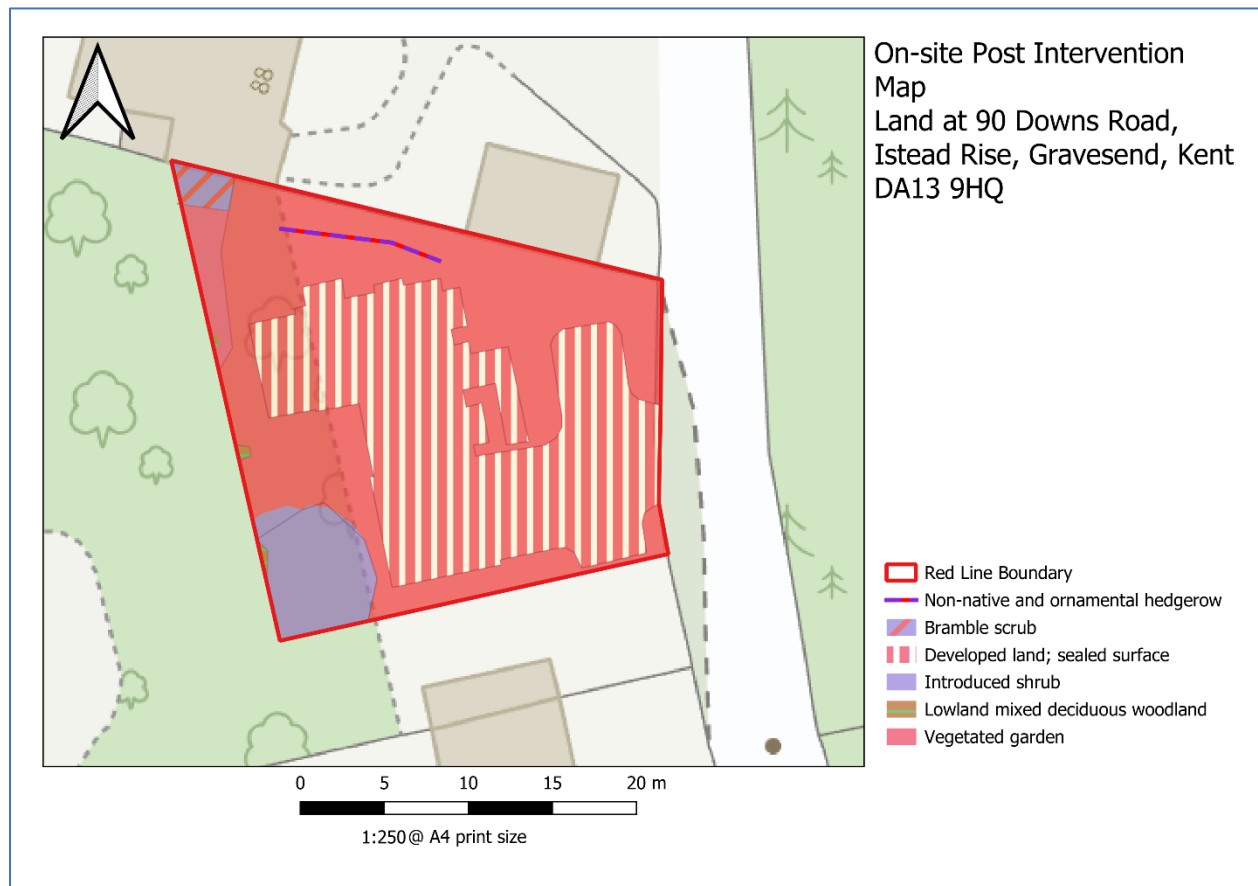 On-site Post Intervention
Map
Land at 90 Downs Road,
Istead Rise, Gravesend, Kent
DA13 9HQ
88
Red Line Boundary
Non-native and ornamental hedgerow
Bramble scrub
Developed land; sealed surface
Introduced shrub
Lowland mixed deciduous woodland
Vegetated garden
0 5 10 15 20 m
1:250@ A4 print size